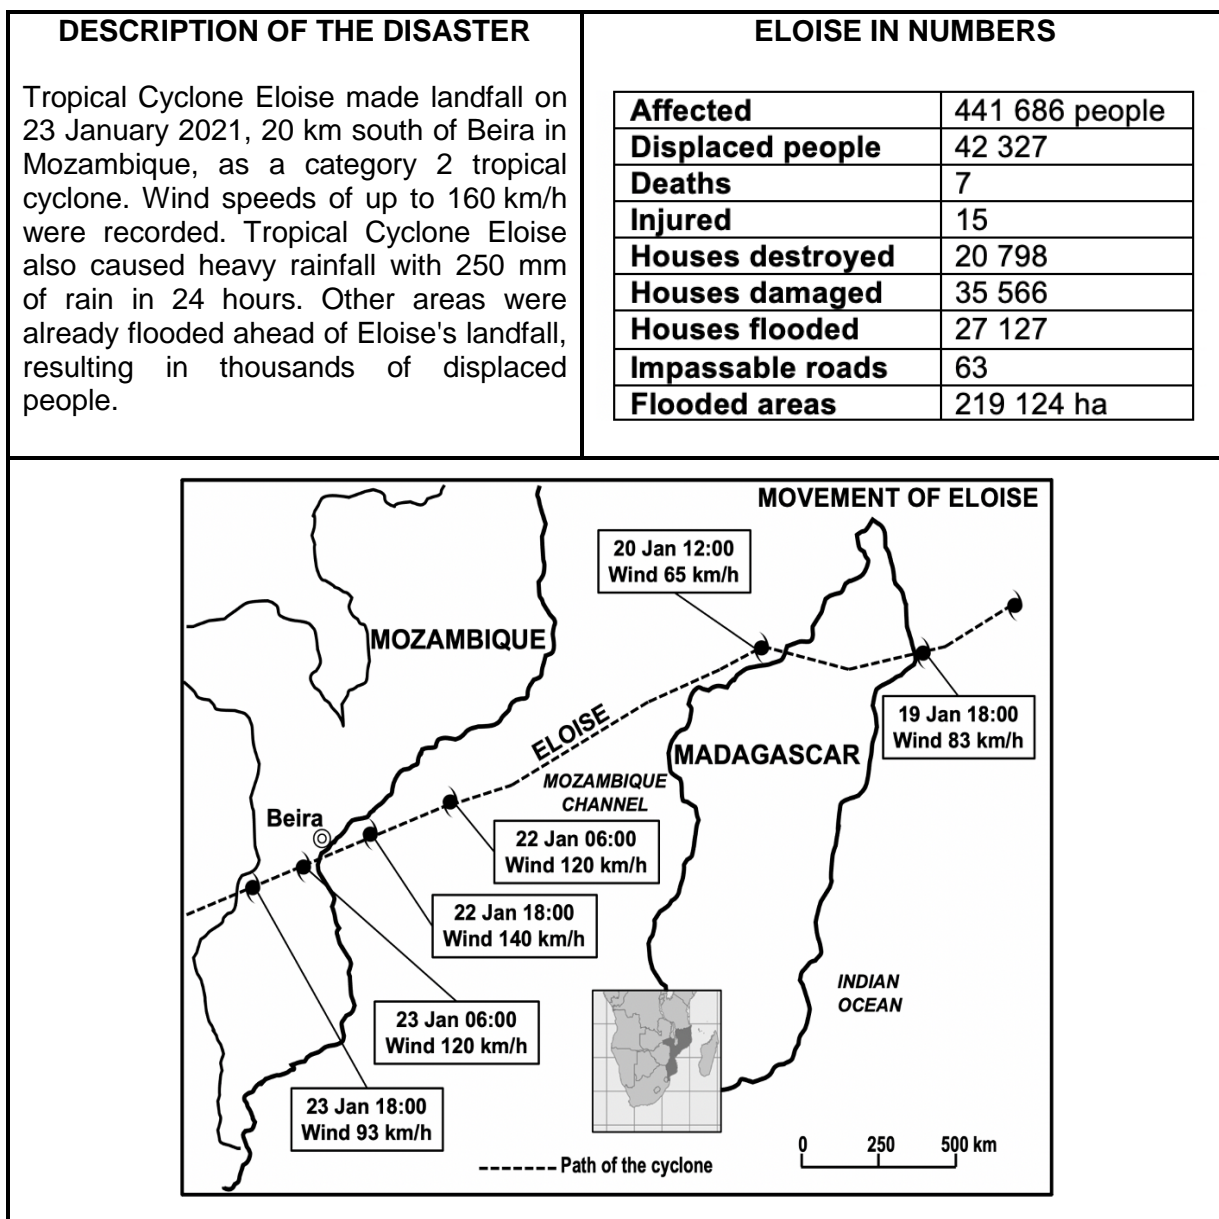 DESCRIPTION OF THE DISASTER
Tropical Cyclone Eloise made landfall on
23 January 2021, 20 km south of Beira in
Mozambique, as a category 2 tropical
cyclone. Wind speeds of up to 160 km/h
were recorded. Tropical Cyclone Eloise
also caused heavy rainfall with 250 mm
of rain in 24 hours. Other areas were
already flooded ahead of Eloise's landfall,
resulting in thousands of displaced
people.
ELOISE IN NUMBERS
Affected 441 686 people
Displaced people 42 327
Deaths 7
Injured 15
Houses destroyed 20 798
Houses damaged 35 566
Houses flooded 27 127
Impassable roads 63
Flooded areas 219 124 ha
MOVEMENT OF ELOISE
20 Jan 12:00
Wind 65 km/h
MOZAMBIQUE
19 Jan 18:00
Wind 83 km/h
ELOISE
MADAGASCAR
MOZAMBIQUE
CHANNEL
Beira
22 Jan 06:00
Wind 120 km/h
22 Jan 18:00
Wind 140 km/h
INDIAN
OCEAN
23 Jan 06:00
Wind 120 km/h
23 Jan 18:00
Wind 93 km/h
0 250 500 km
Path of the cyclone